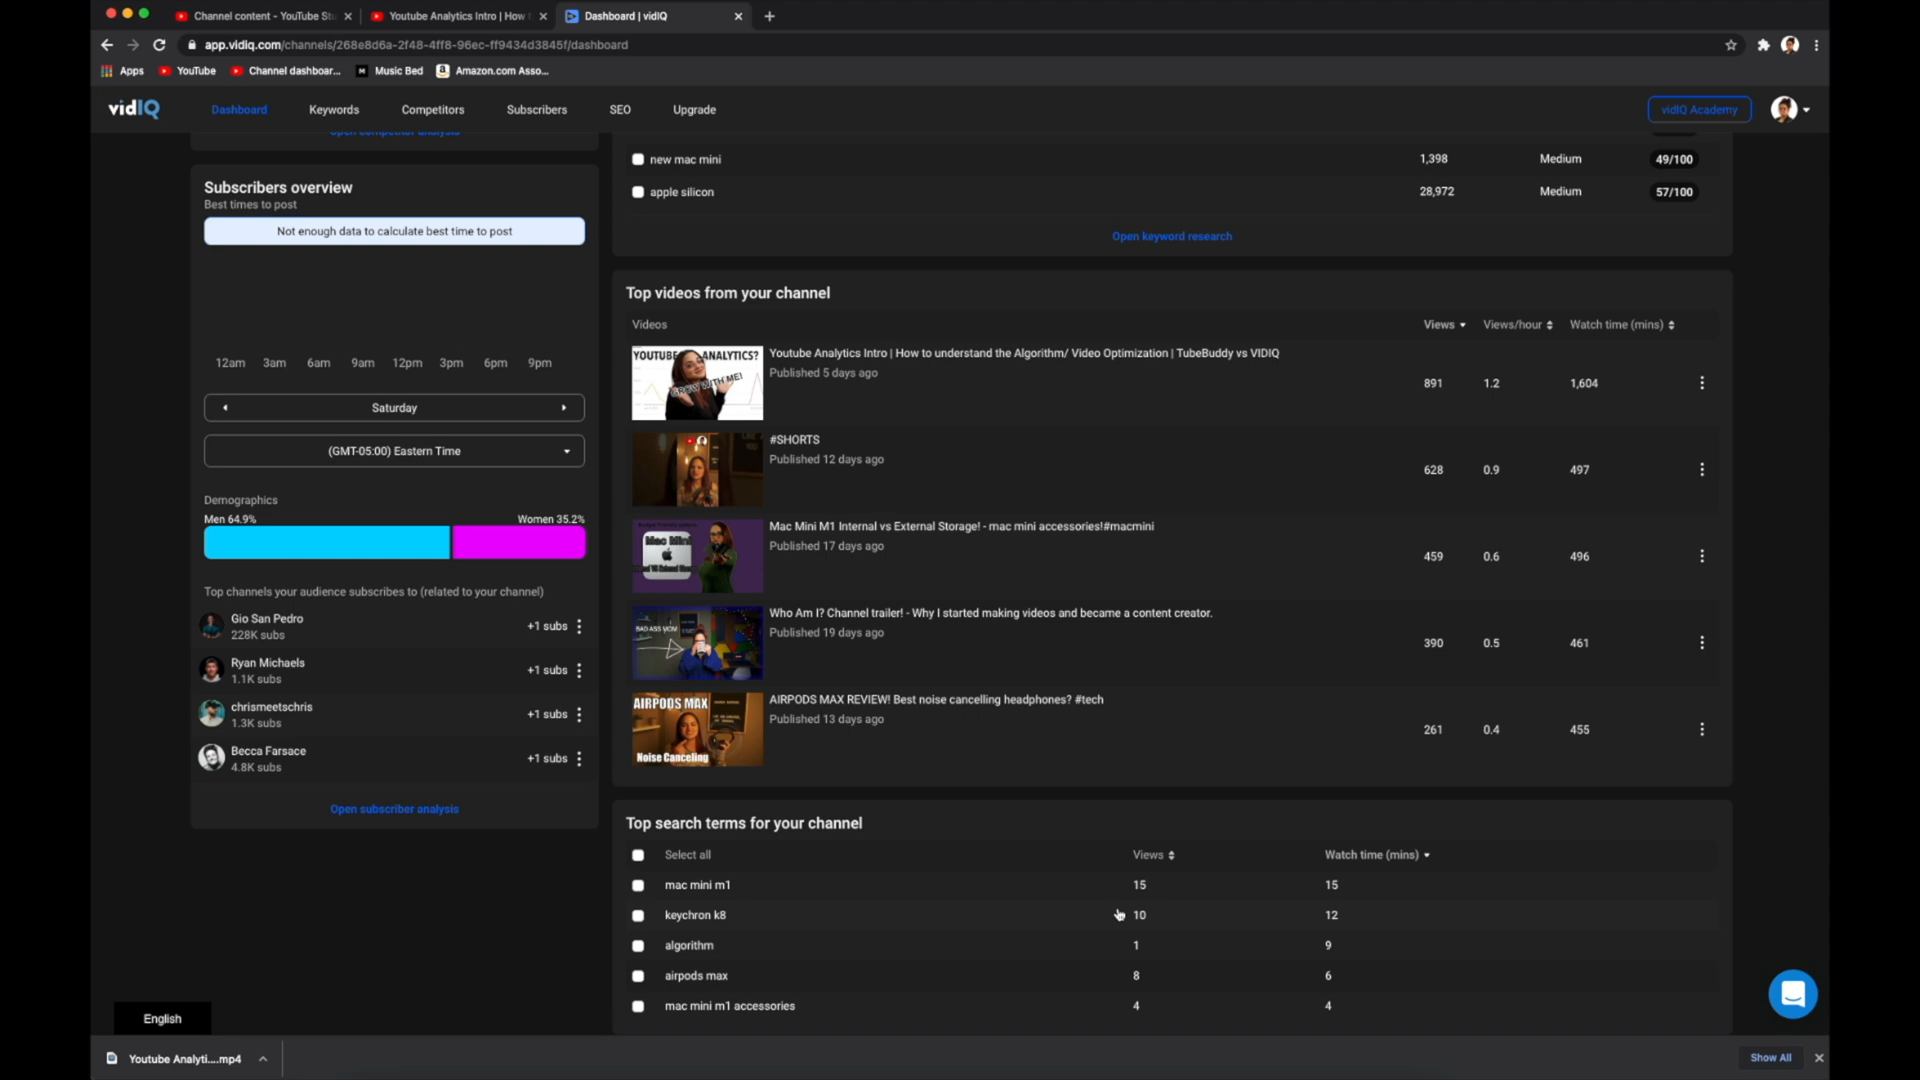 Channel content - YouTube St
Youtube Analytics Intro | How
Dashboard | vidIQ
app.vidiq.com/channels/268e8d6a-2f48-4ff8-96ec-ff9434d3845f/dashboard
Apps
YouTube
Channel dashboar...
Music Bed
Amazon.com Asso...
vidIQ
Dashboard
Keywords
Competitors
Subscribers
SEO
Upgrade
vidIQ Academy
Open competitor analysis
Subscribers overview
Best times to post
Not enough data to calculate best time to post
12am 3am 6am 9am 12pm 3pm 6pm 9pm
Saturday
(GMT-05:00) Eastern Time
Demographics
Men 64.9% Women 35.2%
Top channels your audience subscribes to (related to your channel)
Gio San Pedro
228K subs
+1 subs
Ryan Michaels
1.1K subs
+1 subs
chrismeetschris
1.3K subs
+1 subs
Becca Farsace
4.8K subs
+1 subs
Open subscriber analysis
new mac mini 1,398 Medium 49/100
apple silicon 28,972 Medium 57/100
Open keyword research
Top videos from your channel
Videos Views Views/hour Watch time (mins)
YOUTUBE ANALYTICS?
GROW WITH ME!
Youtube Analytics Intro | How to understand the Algorithm/ Video Optimization | TubeBuddy vs VIDIQ
Published 5 days ago
891 1.2 1,604
#SHORTS
Published 12 days ago
628 0.9 497
Mac Mini
Mac Mini M1 Internal vs External Storage! - mac mini accessories!#macmini
Published 17 days ago
459 0.6 496
BAD ASS MOM
Who Am I? Channel trailer! - Why I started making videos and became a content creator.
Published 19 days ago
390 0.5 461
AIRPODS MAX
Noise Canceling
AIRPODS MAX REVIEW! Best noise cancelling headphones? #tech
Published 13 days ago
261 0.4 455
Top search terms for your channel
Select all Views Watch time (mins)
mac mini m1 15 15
keychron k8 10 12
algorithm 1 9
airpods max 8 6
mac mini m1 accessories 4 4
English
Youtube Analyti....mp4
Show All